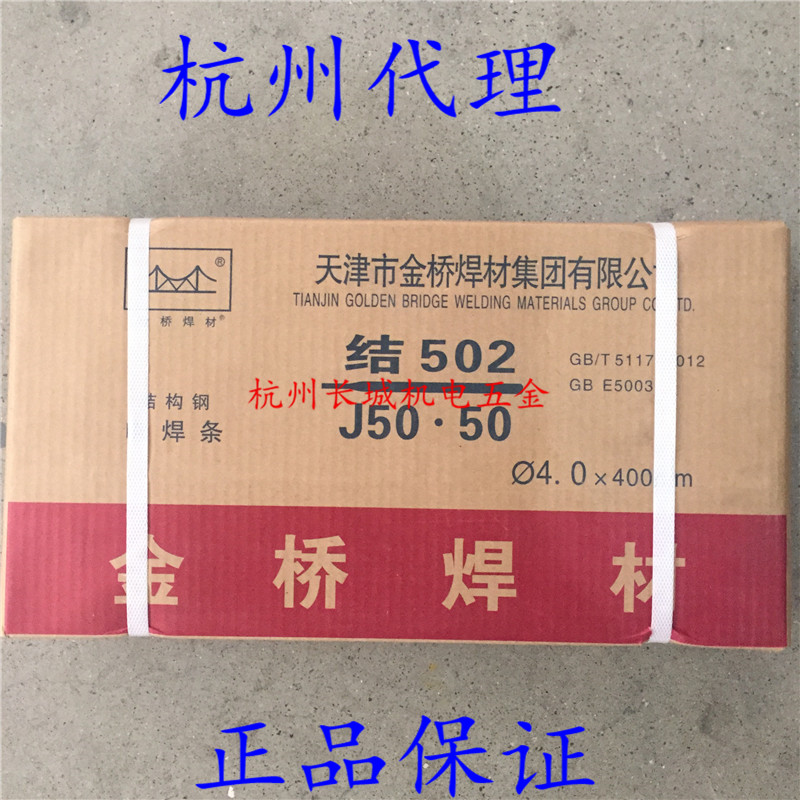 杭州代理
®
桥焊材®
天津市金桥焊材集团有限公
TIANJIN GOLDEN BRIDGE WELDING MATERIALS GROUP CO TD.
结 502
GB/T 5117 012
GB E5003
杭州长城机电五金
结构钢
焊条
J50·50
Ø4.0×400 m
金桥焊材
正品保证